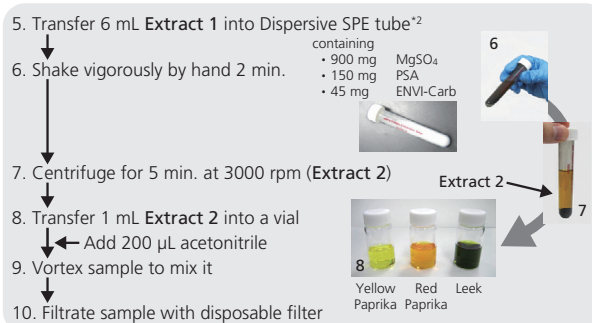 5. Transfer 6 mL Extract 1 into Dispersive SPE tube*2
containing
• 900 mg MgSO4
• 150 mg PSA
• 45 mg ENVI-Carb
6. Shake vigorously by hand 2 min.
6
7. Centrifuge for 5 min. at 3000 rpm (Extract 2)
Extract 2
7
8. Transfer 1 mL Extract 2 into a vial
Add 200 µL acetonitrile
9. Vortex sample to mix it
8
Yellow Paprika
Red Paprika
Leek
10. Filtrate sample with disposable filter